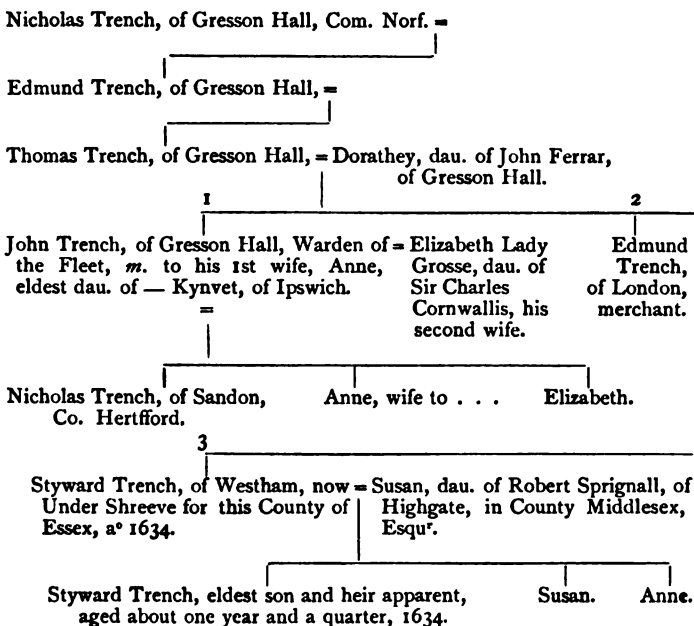 Nicholas Trench, of Gresson Hall, Com. Norf. =
Edmund Trench, of Gresson Hall, =
Thomas Trench, of Gresson Hall, = Dorathey, dau. of John Ferrar,
of Gresson Hall.
1 2
John Trench, of Gresson Hall, Warden of = Elizabeth Lady Edmund
the Fleet, m. to his 1st wife, Anne, Grosse, dau. of Trench,
eldest dau. of — Kynvet, of Ipswich. Sir Charles of London,
= Cornwallis, his merchant.
second wife.
Nicholas Trench, of Sandon, Anne, wife to . . . Elizabeth.
Co. Hertfford.
3
Styward Trench, of Westham, now = Susan, dau. of Robert Sprignall, of
Under Shreeve for this County of Highgate, in County Middlesex,
Essex, aº 1634. Esquʳ.
Styward Trench, eldest son and heir apparent, Susan. Anne.
aged about one year and a quarter, 1634.